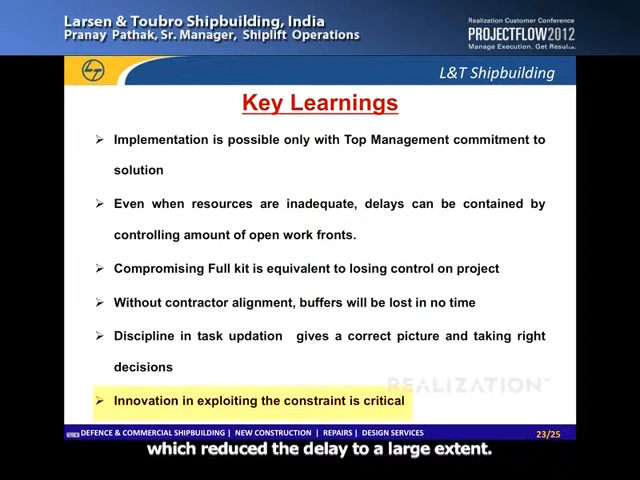 Larsen & Toubro Shipbuilding, India
Pranay Pathak, Sr. Manager, Shiplift Operations
Realization Customer Conference
PROJECTFLOW2012
Manage Execution. Get Results.
L&T Shipbuilding
Key Learnings
➢ Implementation is possible only with Top Management commitment to
solution
➢ Even when resources are inadequate, delays can be contained by
controlling amount of open work fronts.
➢ Compromising Full kit is equivalent to losing control on project
➢ Without contractor alignment, buffers will be lost in no time
➢ Discipline in task updation gives a correct picture and taking right
decisions
REALIZATION
➢ Innovation in exploiting the constraint is critical
DEFENCE & COMMERCIAL SHIPBUILDING | NEW CONSTRUCTION | REPAIRS | DESIGN SERVICES
23/25
which reduced the delay to a large extent.